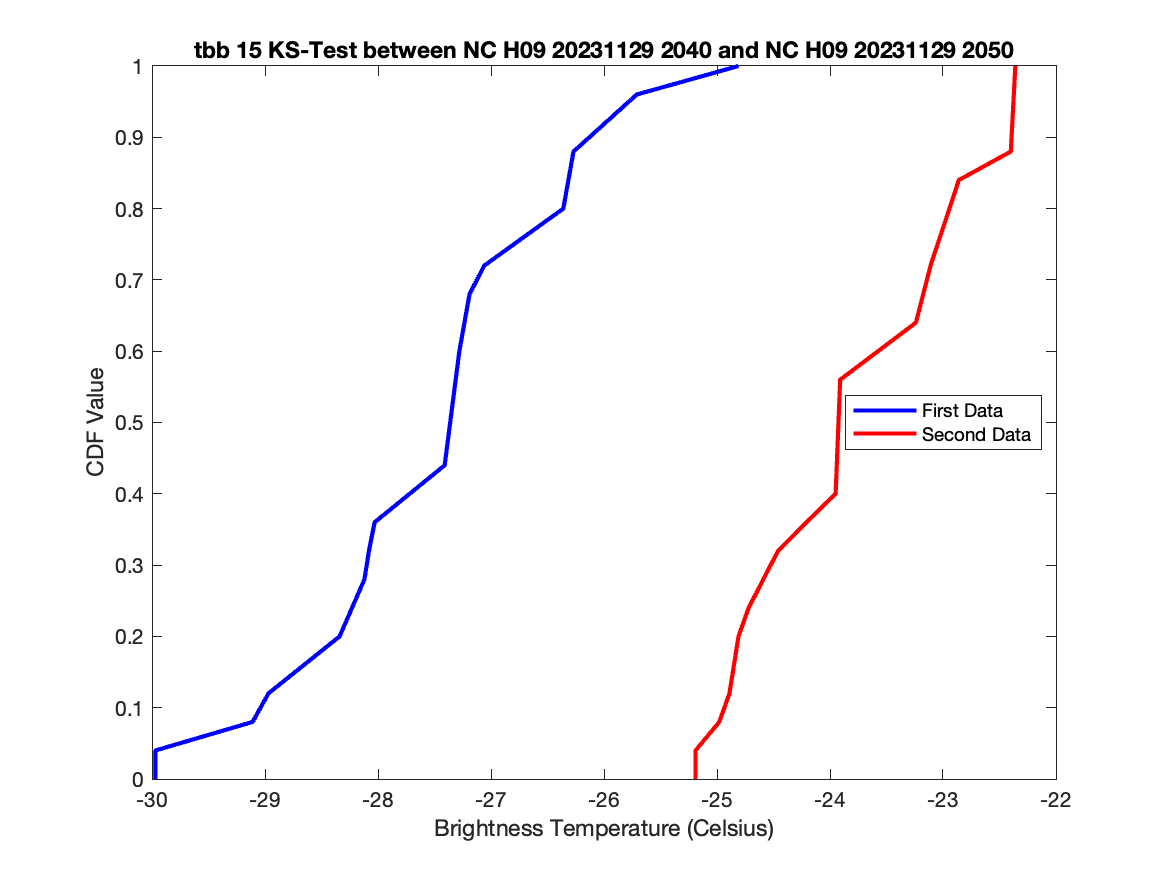 tbb 15 KS-Test between NC H09 20231129 2040 and NC H09 20231129 2050
1
0.9
0.8
0.7
0.6
0.5
0.4
0.3
0.2
0.1
0
CDF Value
First Data
Second Data
-30 -29 -28 -27 -26 -25 -24 -23 -22
Brightness Temperature (Celsius)